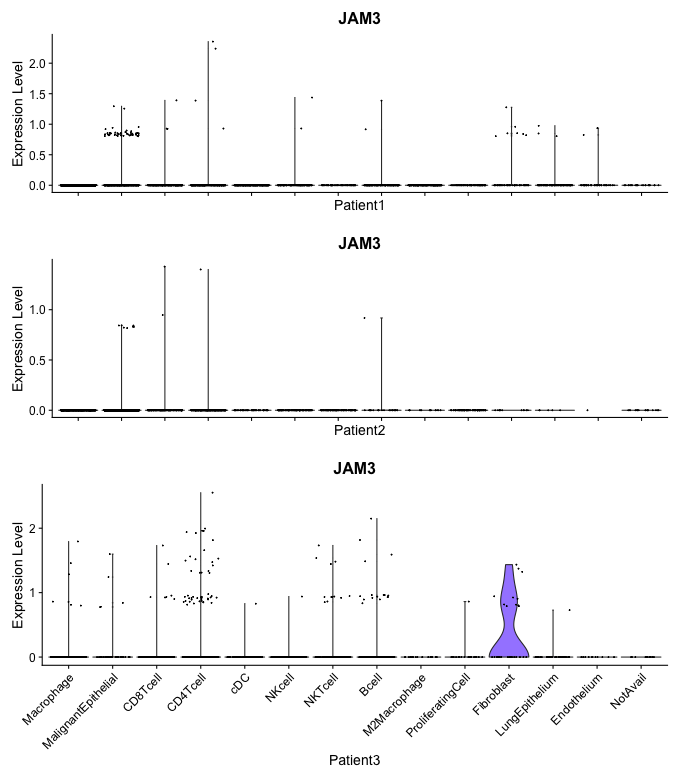 JAM3
Expression Level
2.0
1.5
1.0
0.5
0.0
Patient1
JAM3
Expression Level
1.0
0.5
0.0
Patient2
JAM3
Expression Level
2
1
0
Macrophage
MalignantEpithelial
CD8Tcell
CD4Tcell
cDC
NKcell
NKTcell
Bcell
M2Macrophage
ProliferatingCell
Fibroblast
LungEpithelium
Endothelium
NotAvail
Patient3